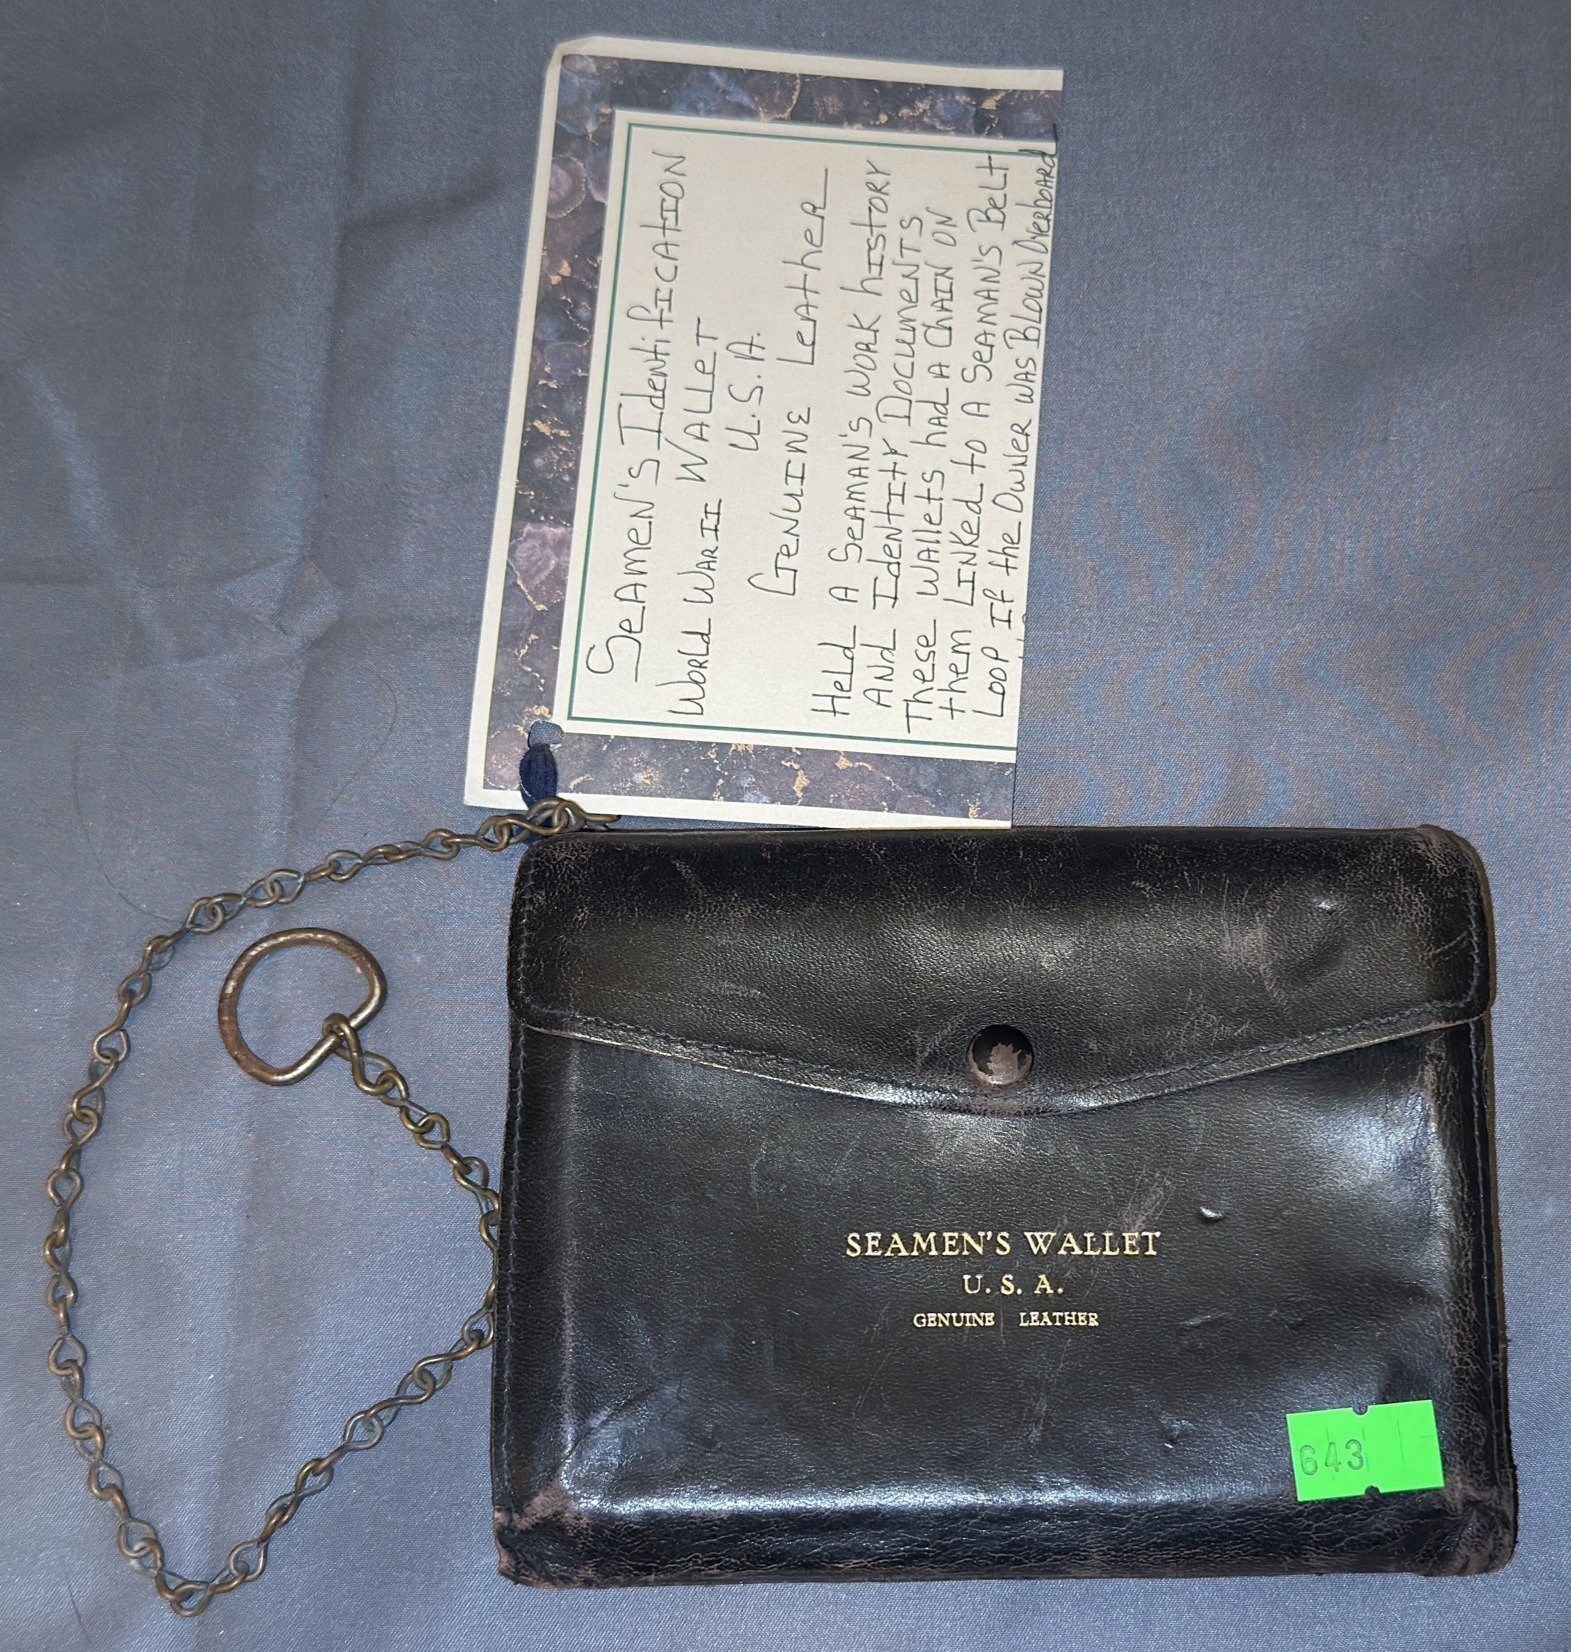 SeAmeN's IdentifiCAtION
WORld WAR II WALLeT
U.S.A.
GeNUINE LeATheR
Held A SeAMAN'S WORK hISTORY
ANd IdeNtItY DOCUMeNTS
These WAllets hAd A ChAIN ON
them LINKed to A SeAMAN'S BeLt
LOOP If the OWNeR WAS BLOWN OVeRbOARd
SEAMEN'S WALLET
U. S. A.
GENUINE LEATHER
643